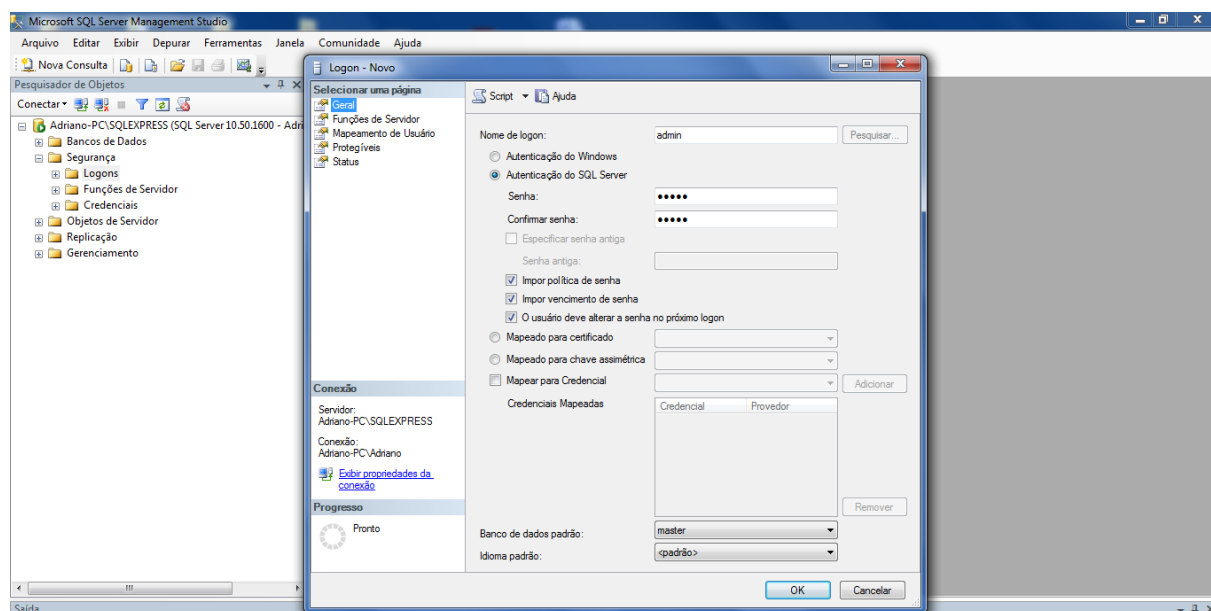 Microsoft SQL Server Management Studio
Arquivo Editar Exibir Depurar Ferramentas Janela Comunidade Ajuda
Nova Consulta
Pesquisador de Objetos
Conectar
Adriano-PC\SQLEXPRESS (SQL Server 10.50.1600 - Adri
Bancos de Dados
Segurança
Logons
Funções de Servidor
Credenciais
Objetos de Servidor
Replicação
Gerenciamento
Saída
Logon - Novo
Selecionar uma página
Geral
Funções de Servidor
Mapeamento de Usuário
Protegíveis
Status
Conexão
Servidor:
Adriano-PC\SQLEXPRESS
Conexão:
Adriano-PC\Adriano
Exibir propriedades da
conexão
Progresso
Pronto
Script Ajuda
Nome de logon: admin Pesquisar...
Autenticação do Windows
Autenticação do SQL Server
Senha: •••••
Confirmar senha: •••••
Especificar senha antiga
Senha antiga:
Impor política de senha
Impor vencimento de senha
O usuário deve alterar a senha no próximo logon
Mapeado para certificado
Mapeado para chave assimétrica
Mapear para Credencial Adicionar
Credenciais Mapeadas Credencial Provedor
Remover
Banco de dados padrão: master
Idioma padrão: <padrão>
OK Cancelar